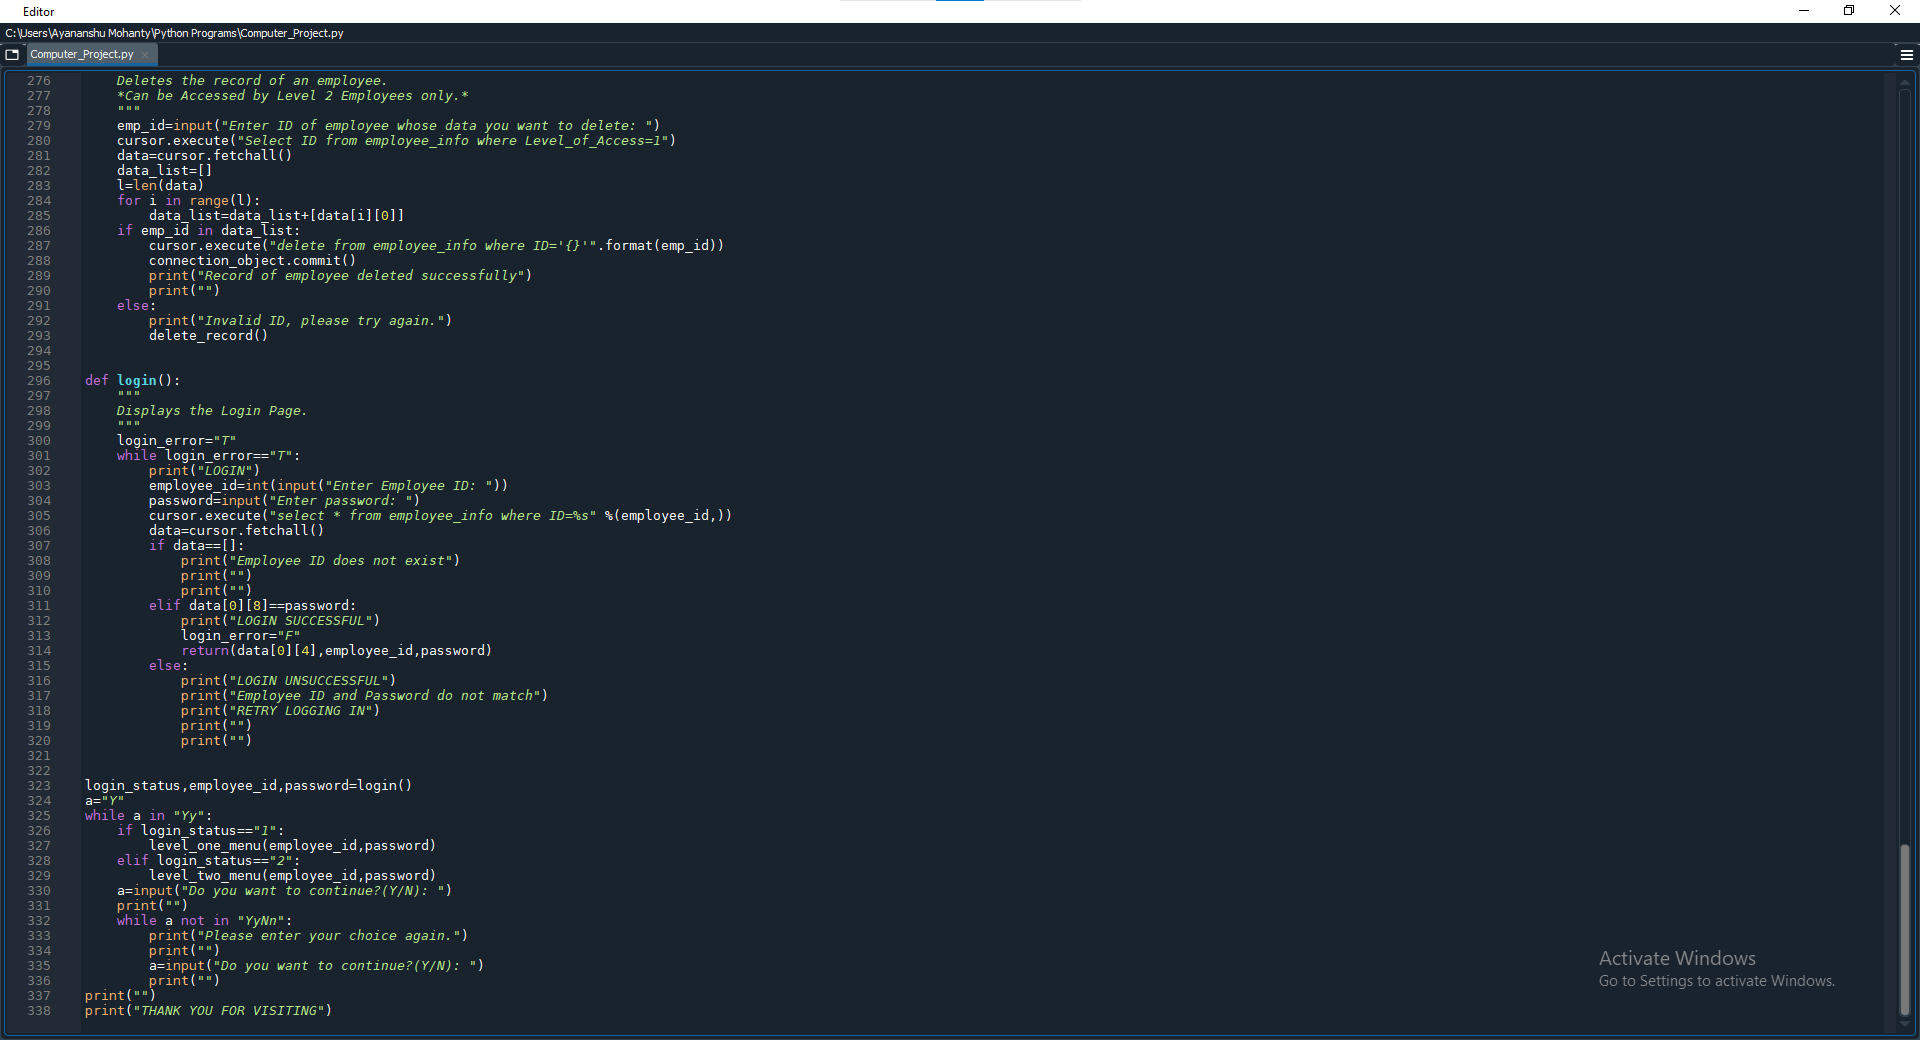 Editor
C:\Users\Ayananshu Mohanty\Python Programs\Computer_Project.py
Computer_Project.py
276 Deletes the record of an employee.
277 *Can be Accessed by Level 2 Employees only.*
278 """
279 emp_id=input("Enter ID of employee whose data you want to delete: ")
280 cursor.execute("Select ID from employee_info where Level_of_Access=1")
281 data=cursor.fetchall()
282 data_list=[]
283 l=len(data)
284 for i in range(l):
285 data_list=data_list+[data[i][0]]
286 if emp_id in data_list:
287 cursor.execute("delete from employee_info where ID='{}'".format(emp_id))
288 connection_object.commit()
289 print("Record of employee deleted successfully")
290 print("")
291 else:
292 print("Invalid ID, please try again.")
293 delete_record()
294
295
296 def login():
297 """
298 Displays the Login Page.
299 """
300 login_error="T"
301 while login_error=="T":
302 print("LOGIN")
303 employee_id=int(input("Enter Employee ID: "))
304 password=input("Enter password: ")
305 cursor.execute("select * from employee_info where ID=%s" %(employee_id,))
306 data=cursor.fetchall()
307 if data==[]:
308 print("Employee ID does not exist")
309 print("")
310 print("")
311 elif data[0][8]==password:
312 print("LOGIN SUCCESSFUL")
313 login_error="F"
314 return(data[0][4],employee_id,password)
315 else:
316 print("LOGIN UNSUCCESSFUL")
317 print("Employee ID and Password do not match")
318 print("RETRY LOGGING IN")
319 print("")
320 print("")
321
322
323 login_status,employee_id,password=login()
324 a="Y"
325 while a in "Yy":
326 if login_status=="1":
327 level_one_menu(employee_id,password)
328 elif login_status=="2":
329 level_two_menu(employee_id,password)
330 a=input("Do you want to continue?(Y/N): ")
331 print("")
332 while a not in "YyNn":
333 print("Please enter your choice again.")
334 print("")
335 a=input("Do you want to continue?(Y/N): ")
336 print("")
337 print("")
338 print("THANK YOU FOR VISITING")
Activate Windows
Go to Settings to activate Windows.